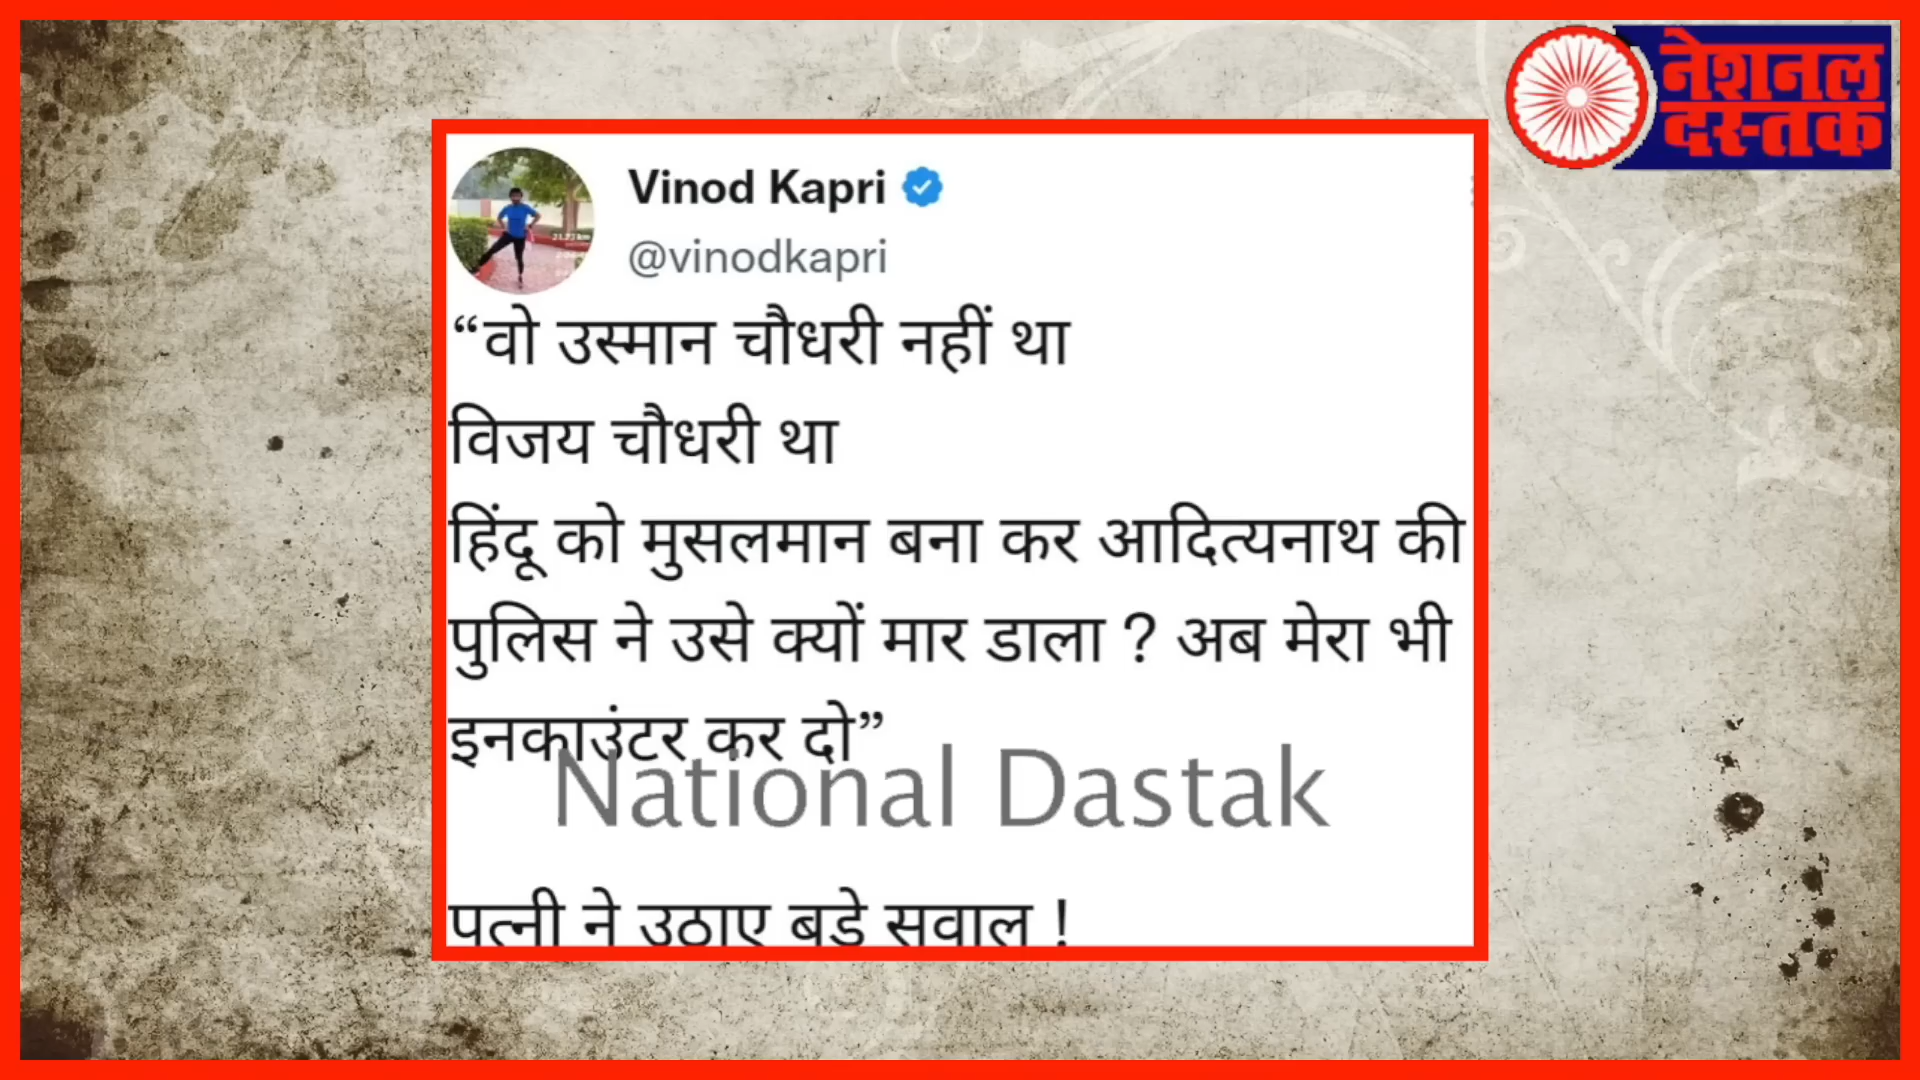 नेशनल
दस्तक
Vinod Kapri
@vinodkapri
“वो उस्मान चौधरी नहीं था
विजय चौधरी था
हिंदू को मुसलमान बना कर आदित्यनाथ की
पुलिस ने उसे क्यों मार डाला ? अब मेरा भी
इनकाउंटर कर दो”
National Dastak
पत्नी ने उठाए बड़े सवाल !